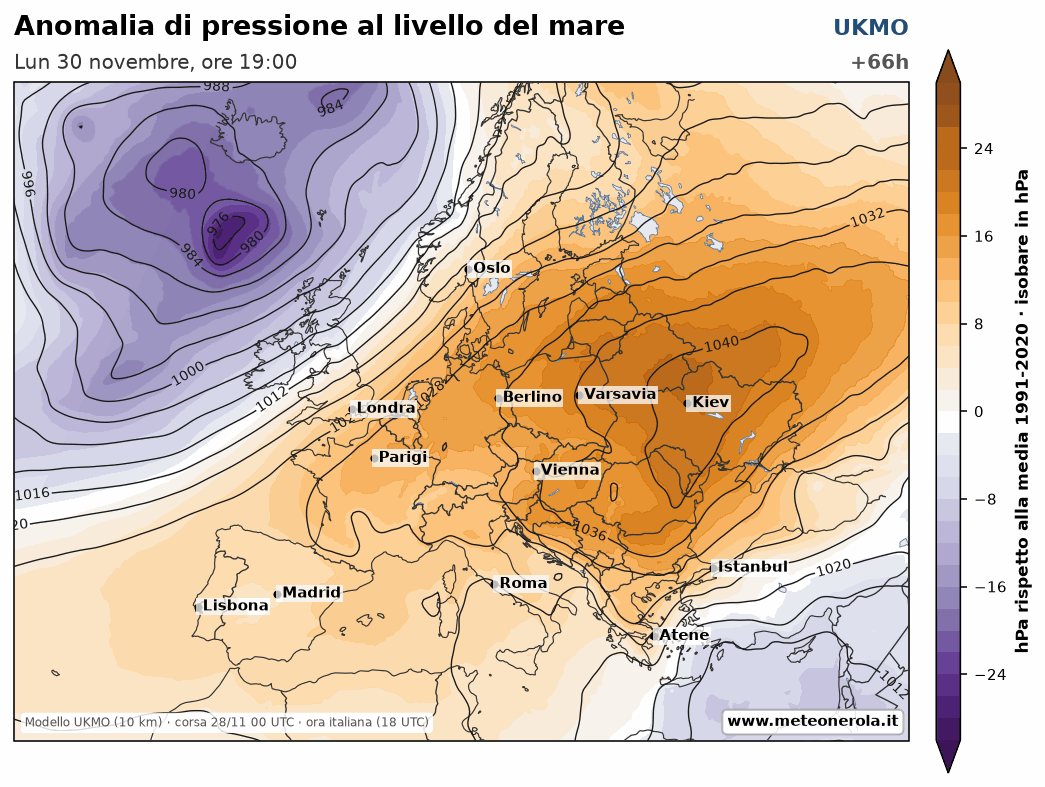 Anomalia di pressione al livello del mare
UKMO
Lun 30 novembre, ore 19:00
+66h
988
984
996
980
976
980
984
1032
Oslo
1000
1040
1012
1028
Berlino
Varsavia
Kiev
Londra
Parigi
Vienna
1016
20
1036
1020
Istanbul
Roma
Madrid
Lisbona
Atene
1012
Modello UKMO (10 km) · corsa 28/11 00 UTC · ora italiana (18 UTC)
www.meteonerola.it
24
16
8
0
−8
−16
−24
hPa rispetto alla media 1991-2020 · isobare in hPa